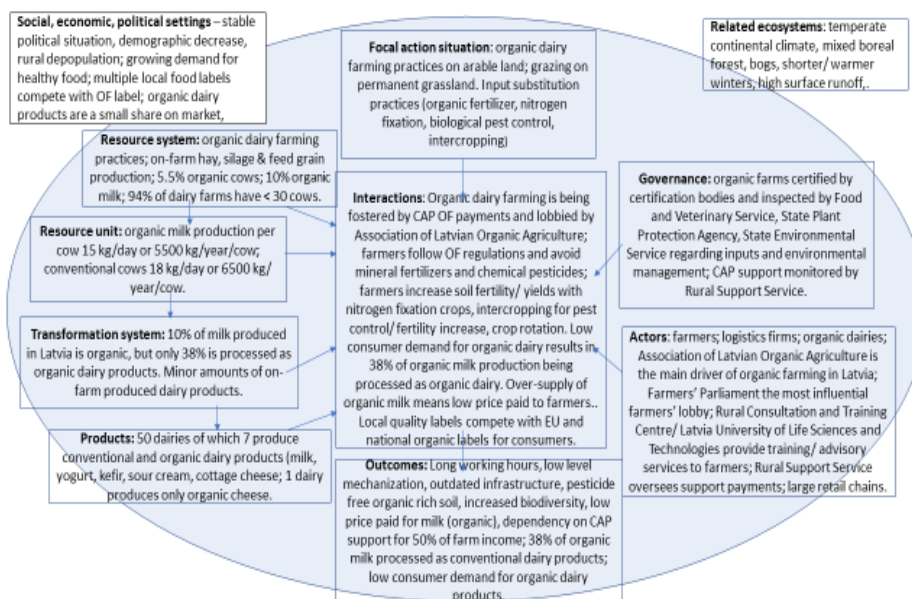 Social, economic, political settings – stable
political situation, demographic decrease,
rural depopulation; growing demand for
healthy food; multiple local food labels
compete with OF label; organic dairy
products are a small share on market,
Focal action situation: organic dairy
farming practices on arable land; grazing on
permanent grassland. Input substitution
practices (organic fertilizer, nitrogen
fixation, biological pest control,
intercropping)
Related ecosystems: temperate
continental climate, mixed boreal
forest, bogs, shorter/ warmer
winters, high surface runoff,.
Resource system: organic dairy farming
practices; on-farm hay, silage & feed grain
production; 5.5% organic cows; 10% organic
milk; 94% of dairy farms have < 30 cows.
Resource unit: organic milk production per
cow 15 kg/day or 5500 kg/year/cow;
conventional cows 18 kg/day or 6500 kg/
year/cow.
Transformation system: 10% of milk produced
in Latvia is organic, but only 38% is processed as
organic dairy products. Minor amounts of on-
farm produced dairy products.
Products: 50 dairies of which 7 produce
conventional and organic dairy products (milk,
yogurt, kefir, sour cream, cottage cheese; 1 dairy
produces only organic cheese.
Interactions: Organic dairy farming is being
fostered by CAP OF payments and lobbied by
Association of Latvian Organic Agriculture;
farmers follow OF regulations and avoid
mineral fertilizers and chemical pesticides;
farmers increase soil fertility/ yields with
nitrogen fixation crops, intercropping for pest
control/ fertility increase, crop rotation. Low
consumer demand for organic dairy results in
38% of organic milk production being
processed as organic dairy. Over-supply of
organic milk means low price paid to farmers..
Local quality labels compete with EU and
national organic labels for consumers.
Governance: organic farms certified by
certification bodies and inspected by Food
and Veterinary Service, State Plant
Protection Agency, State Environmental
Service regarding inputs and environmental
management; CAP support monitored by
Rural Support Service.
Actors: farmers; logistics firms; organic dairies;
Association of Latvian Organic Agriculture is
the main driver of organic farming in Latvia;
Farmers' Parliament the most influential
farmers' lobby; Rural Consultation and Training
Centre/ Latvia University of Life Sciences and
Technologies provide training/ advisory
services to farmers; Rural Support Service
oversees support payments; large retail chains.
Outcomes: Long working hours, low level
mechanization, outdated infrastructure, pesticide
free organic rich soil, increased biodiversity, low
price paid for milk (organic), dependency on CAP
support for 50% of farm income; 38% of organic
milk processed as conventional dairy products;
low consumer demand for organic dairy
products.